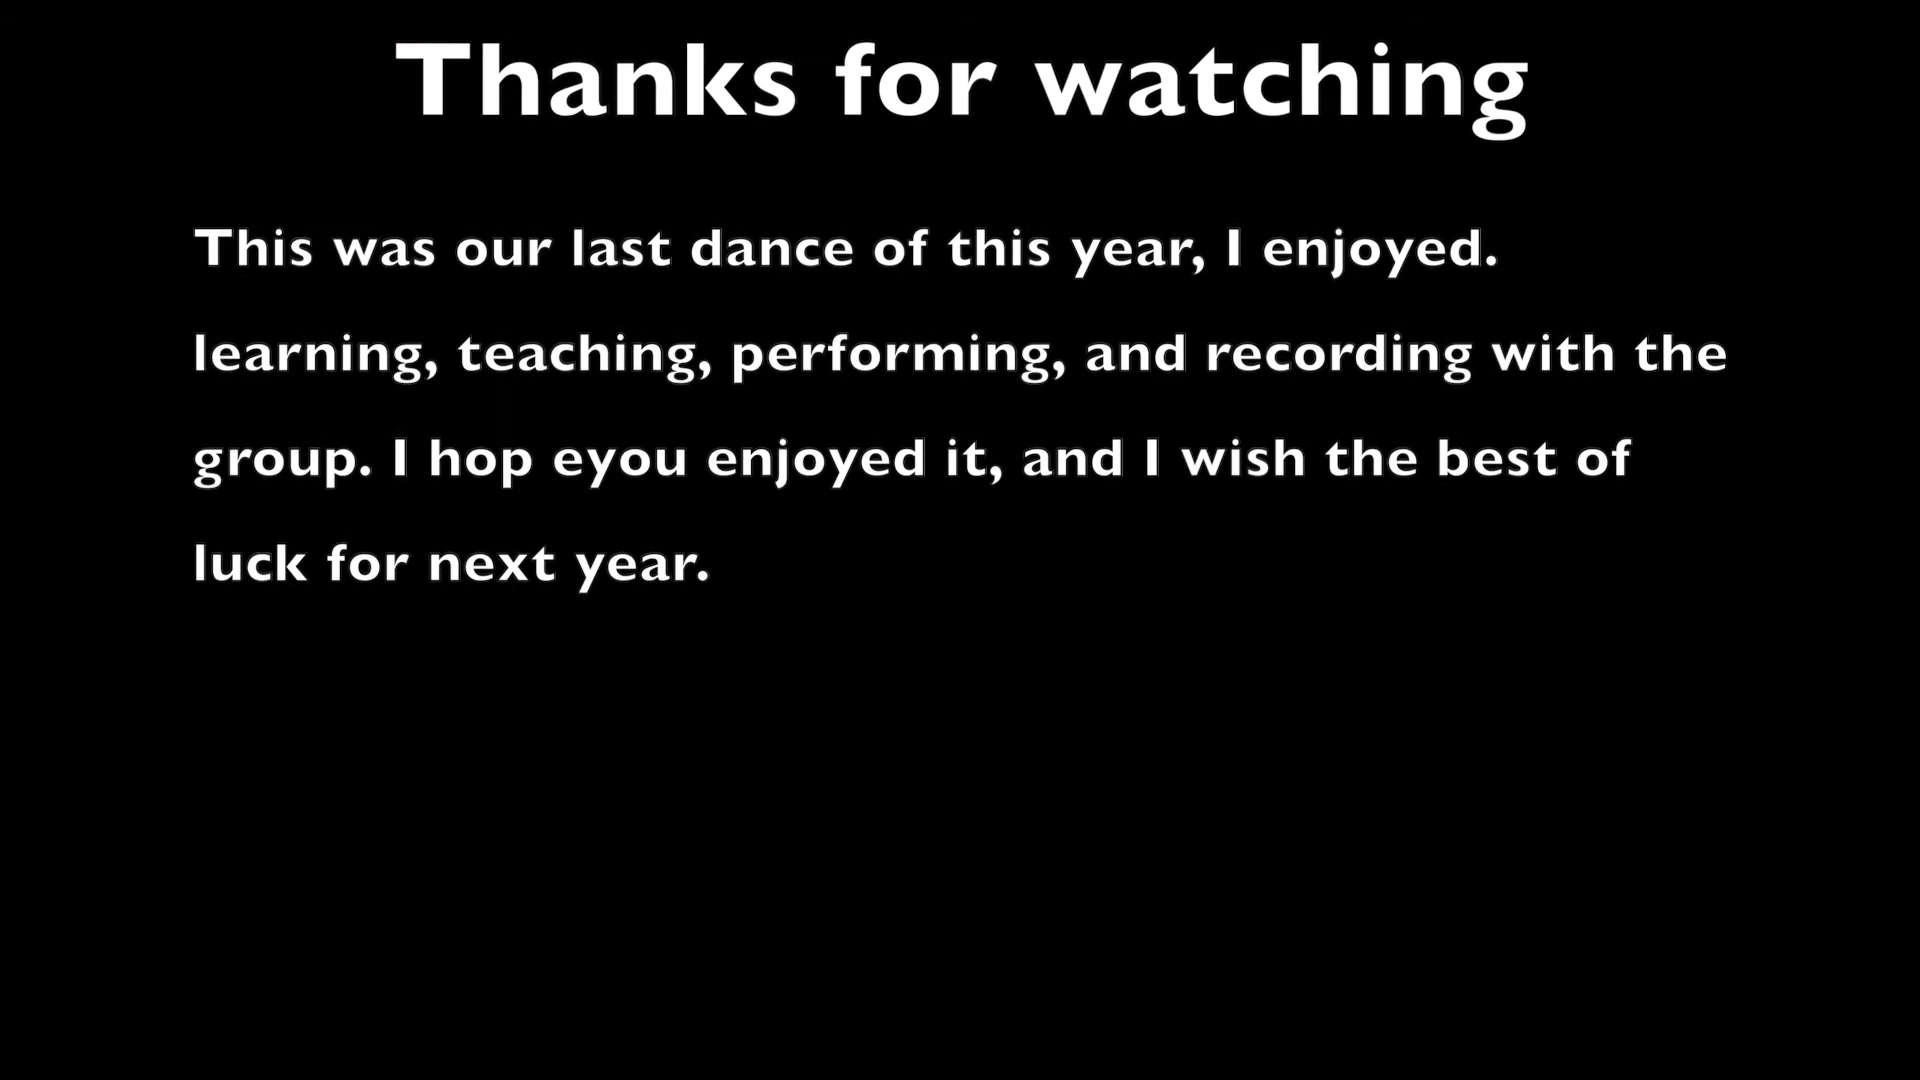 Thanks for watching
This was our last dance of this year, I enjoyed.
learning, teaching, performing, and recording with the
group. I hop eyou enjoyed it, and I wish the best of
luck for next year.